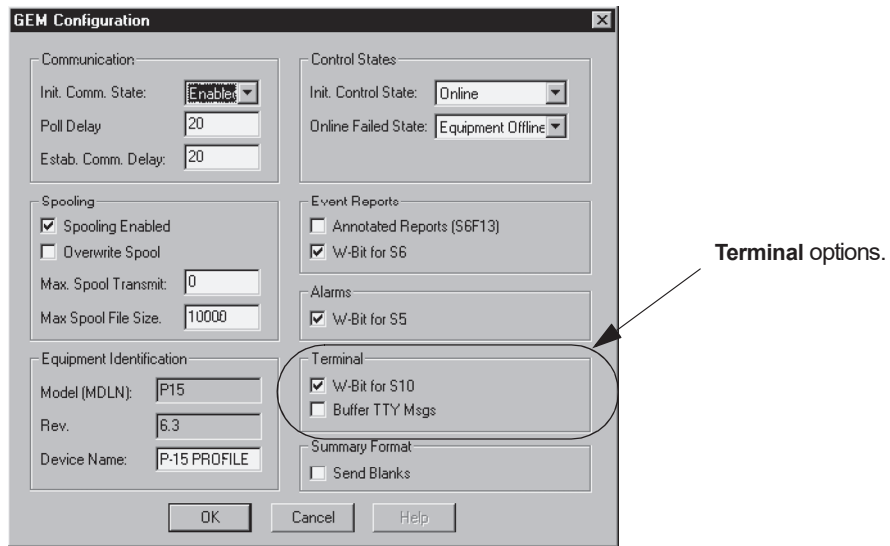 GEM Configuration
Communication
Init. Comm. State: Enabled
Poll Delay 20
Estab. Comm. Delay: 20
Control States
Init. Control State: Online
Online Failed State: Equipment Offline
Spooling
Spooling Enabled
Overwrite Spool
Max. Spool Transmit: 0
Max Spool File Size. 10000
Event Reports
Annotated Reports (S6F13)
W-Bit for S6
Alarms
W-Bit for S5
Equipment Identification
Model (MDLN): P15
Rev. 6.3
Device Name: P-15 PROFILE
Terminal
W-Bit for S10
Buffer TTY Msgs
Summary Format
Send Blanks
OK Cancel Help
Terminal options.